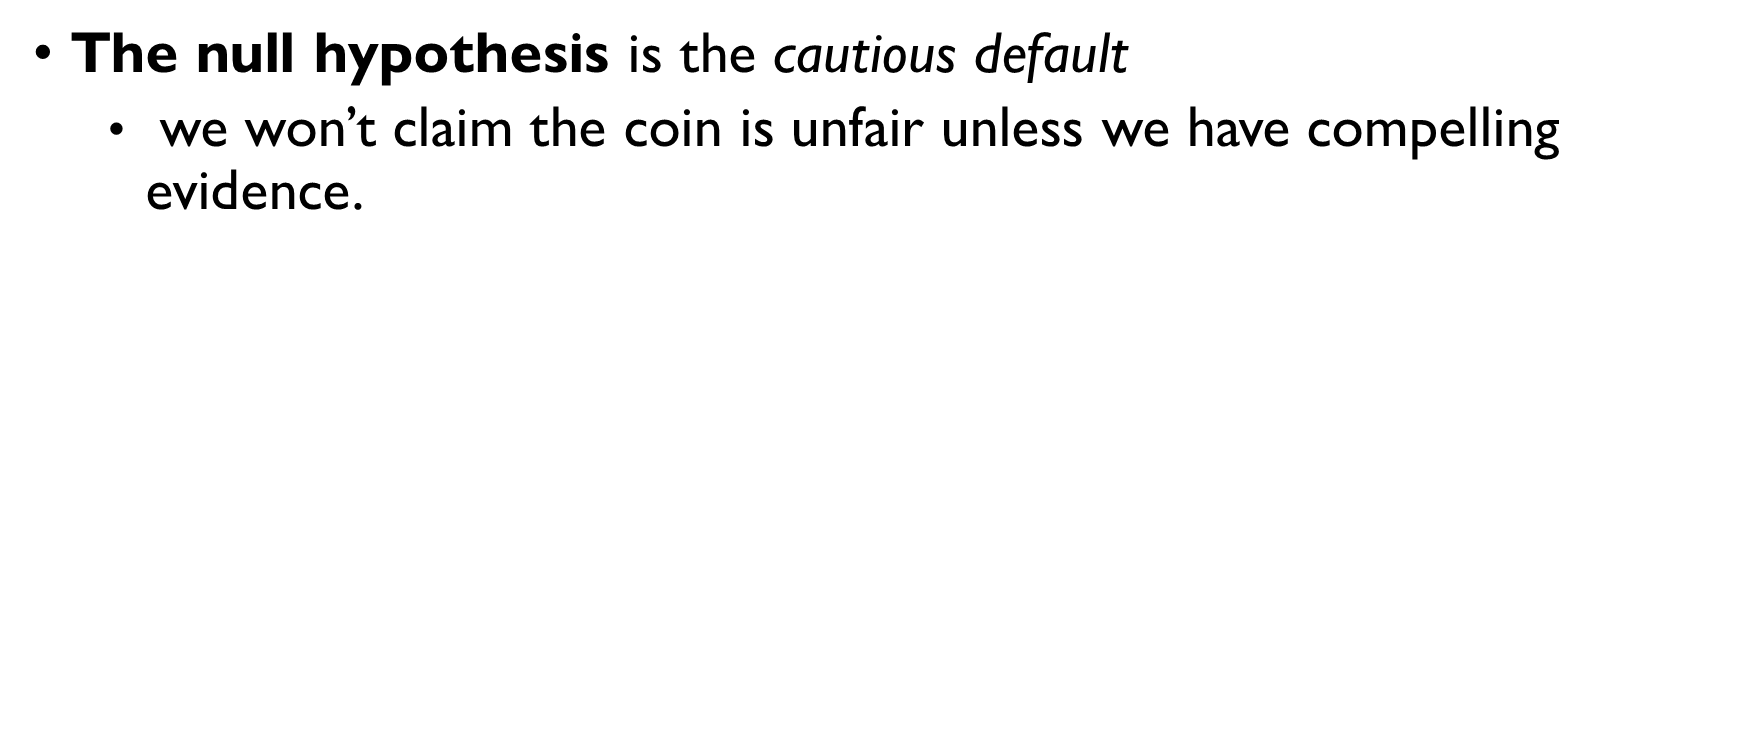 • The null hypothesis is the cautious default
• we won’t claim the coin is unfair unless we have compelling
evidence.